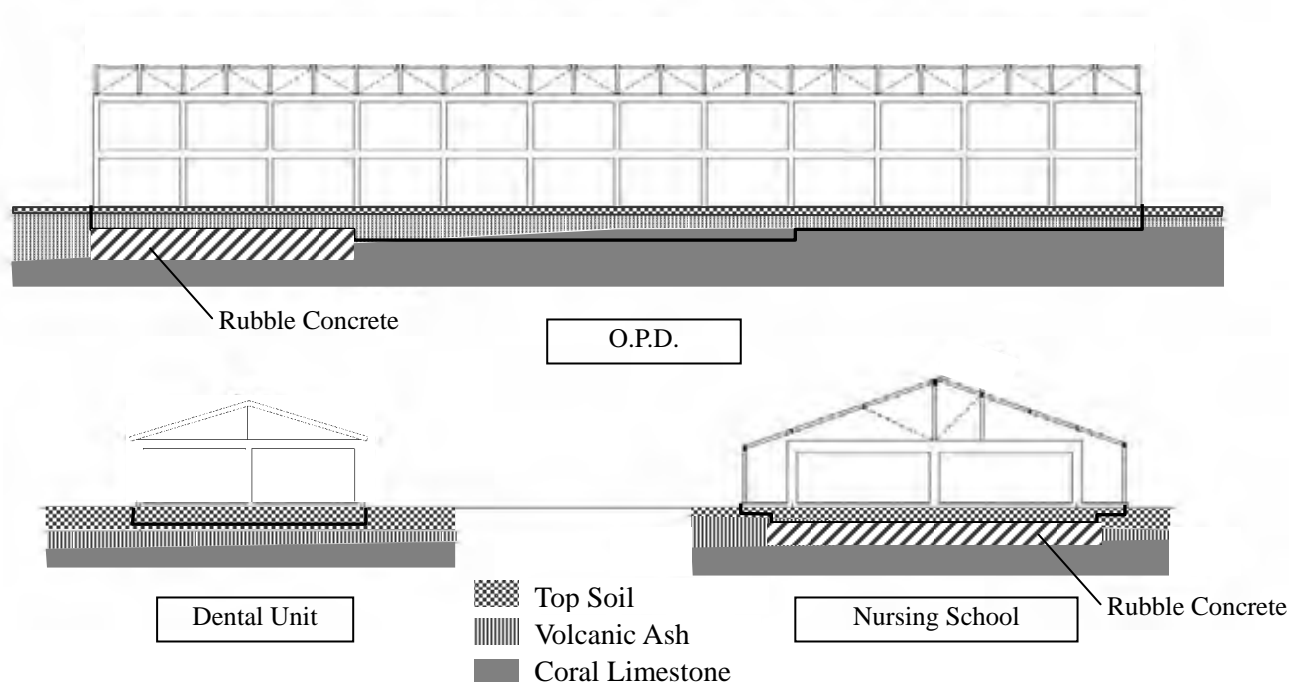 Rubble Concrete
O.P.D.
Dental Unit
Nursing School
Rubble Concrete
Top Soil
Volcanic Ash
Coral Limestone